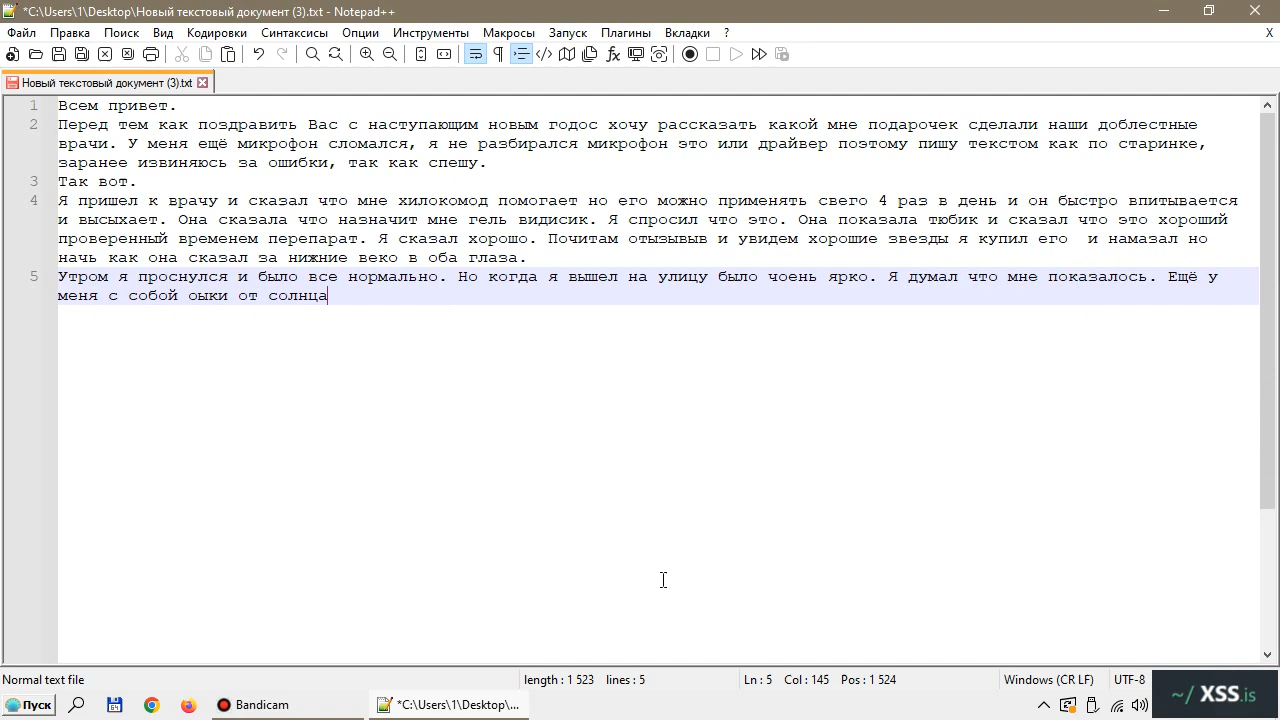 *C:\Users\1\Desktop\Новый текстовый документ (3).txt - Notepad++
Файл Правка Поиск Вид Кодировки Синтаксисы Опции Инструменты Макросы Запуск Плагины Вкладки ? X
Новый текстовый документ (3).txt
1 Всем привет.
2 Перед тем как поздравить Вас с наступающим новым годос хочу рассказать какой мне подарочек сделали наши доблестные
врачи. У меня ещё микрофон сломался, я не разбирался микрофон это или драйвер поэтому пишу текстом как по старинке,
заранее извиняюсь за ошибки, так как спешу.
3 Так вот.
4 Я пришел к врачу и сказал что мне хилокомод помогает но его можно применять свего 4 раз в день и он быстро впитывается
и высыхает. Она сказала что назначит мне гель видисик. Я спросил что это. Она показала тюбик и сказал что это хороший
проверенный временем перепарат. Я сказал хорошо. Почитам отызывыв и увидем хорошие звезды я купил его  и намазал но
начь как она сказал за нижние веко в оба глаза.
5 Утром я проснулся и было все нормально. Но когда я вышел на улицу было чоень ярко. Я думал что мне показалось. Ещё у
меня с собой оыки от солнца
Normal text file length : 1 523 lines : 5 Ln : 5 Col : 145 Pos : 1 524 Windows (CR LF) UTF-8
Пуск Bandicam *C:\Users\1\Desktop\...
~/ XSS.is